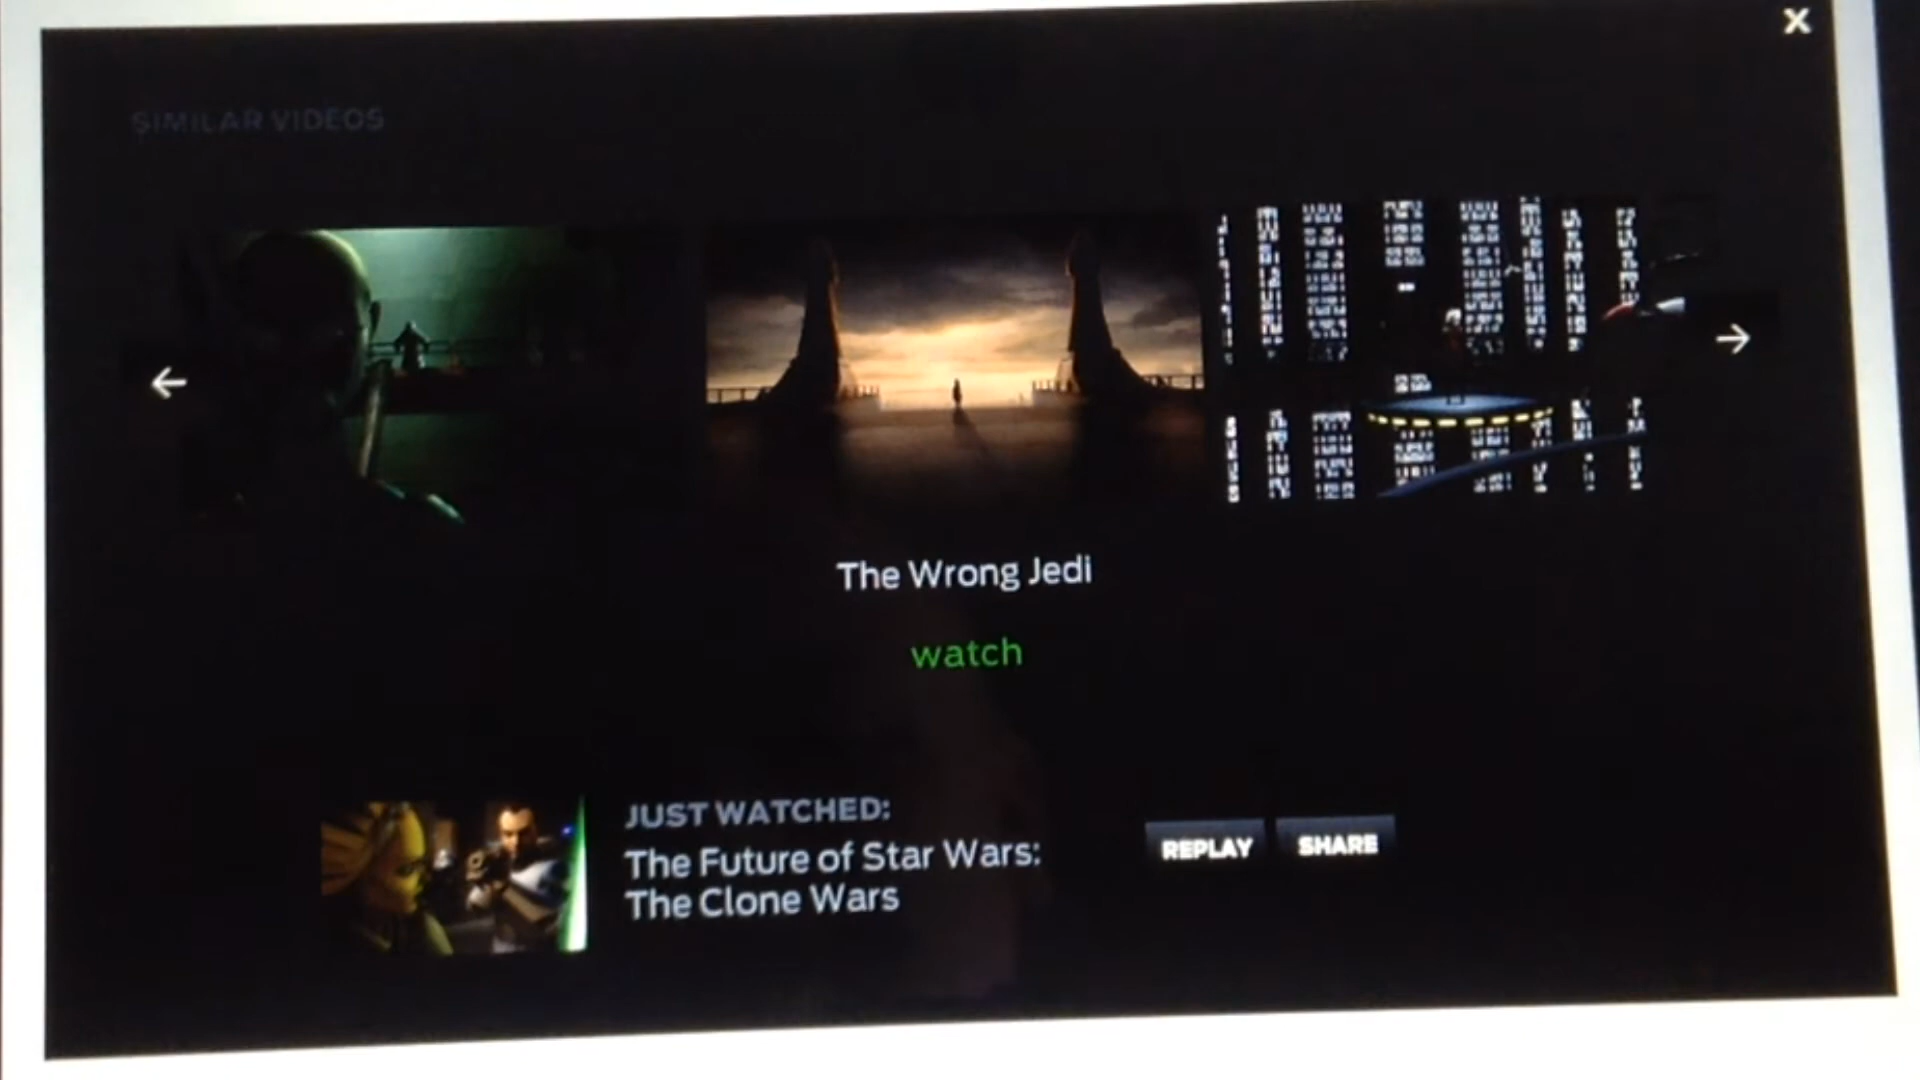 X
SIMILAR VIDEOS
The Wrong Jedi
watch
JUST WATCHED:
The Future of Star Wars:
The Clone Wars
REPLAY
SHARE